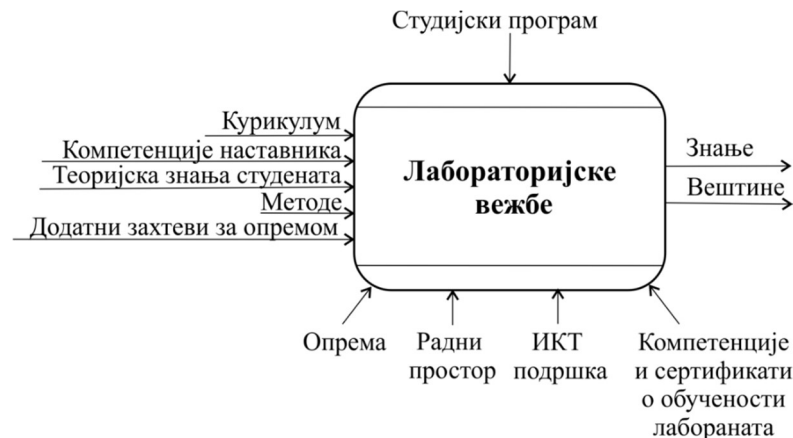 Студијски програм
Курикулум
Компетенције наставника
Теоријска знања студената
Методе
Додатни захтеви за опремом
Лабораторијске
вежбе
Знање
Вештине
Опрема
Радни
простор
ИКТ
подршка
Компетенције
и сертификати
о обучености
лабораната